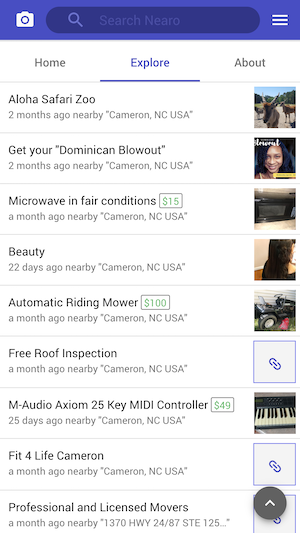 Search Nearo
Home Explore About
Aloha Safari Zoo
2 months ago nearby "Cameron, NC USA"
Get your "Dominican Blowout"
2 months ago nearby "Cameron, NC USA"
Blowout
Microwave in fair conditions $15
a month ago nearby "Cameron, NC USA"
Beauty
22 days ago nearby "Cameron, NC USA"
Automatic Riding Mower $100
a month ago nearby "Cameron, NC USA"
Free Roof Inspection
a month ago nearby "Cameron, NC USA"
M-Audio Axiom 25 Key MIDI Controller $49
25 days ago nearby "Cameron, NC USA"
Fit 4 Life Cameron
a month ago nearby "Cameron, NC USA"
Professional and Licensed Movers
a month ago nearby "1370 HWY 24/87 STE 125..."